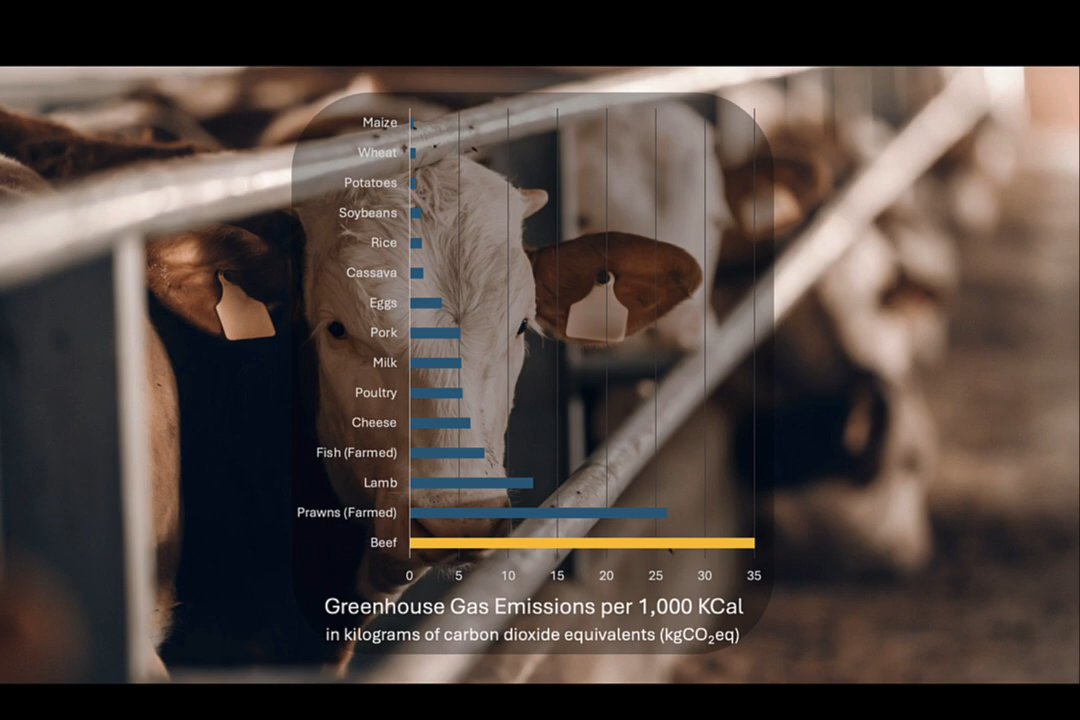 Maize
Wheat
Potatoes
Soybeans
Rice
Cassava
Eggs
Pork
Milk
Poultry
Cheese
Fish (Farmed)
Lamb
Prawns (Farmed)
Beef
0 5 10 15 20 25 30 35
Greenhouse Gas Emissions per 1,000 KCal
in kilograms of carbon dioxide equivalents (kgCO₂eq)